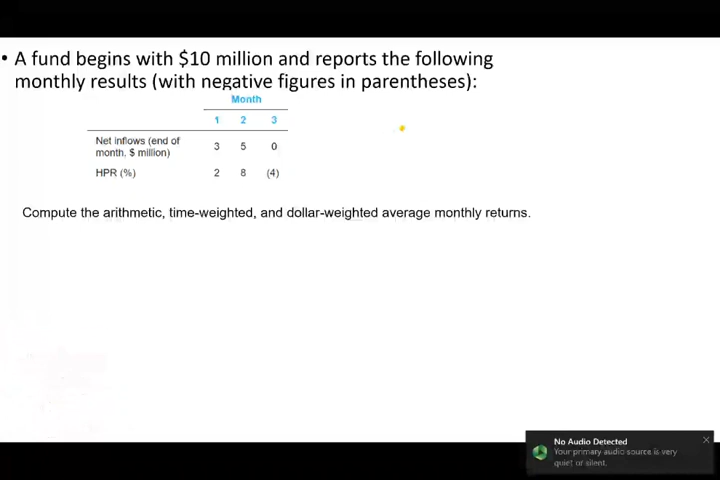 • A fund begins with $10 million and reports the following
monthly results (with negative figures in parentheses):
Month
1 2 3
Net inflows (end of
month, $ million) 3 5 0
HPR (%) 2 8 (4)
Compute the arithmetic, time-weighted, and dollar-weighted average monthly returns.
No Audio Detected
Your primary audio source is very
quiet or silent.